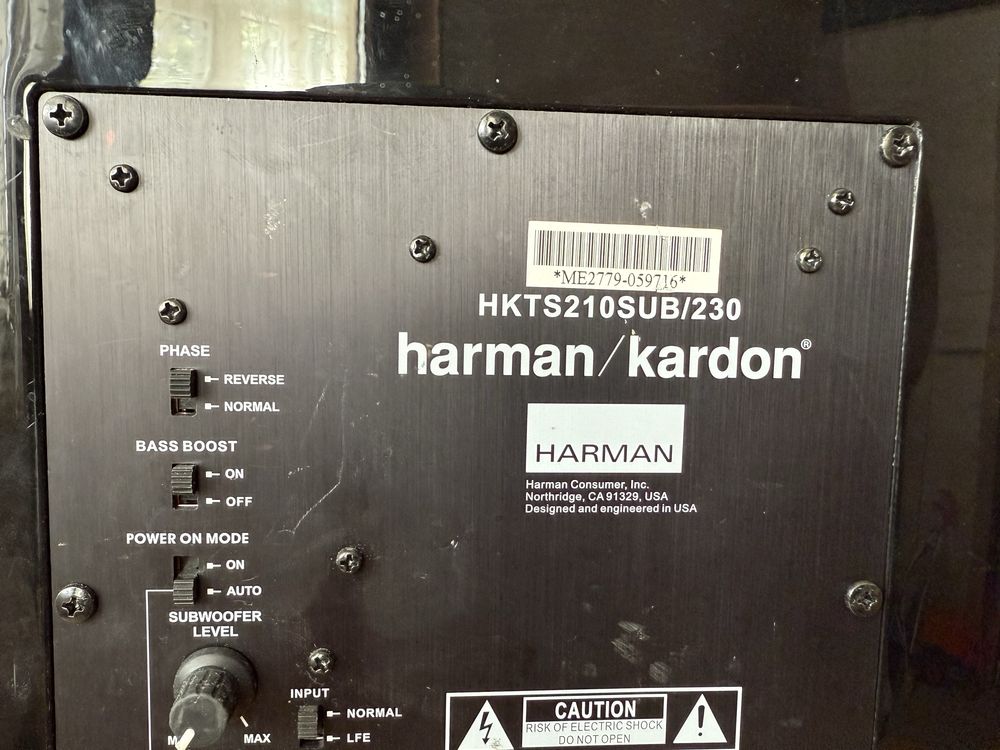 *ME2779-059716*
HKTS210SUB/230
harman/kardon®
HARMAN
Harman Consumer, Inc.
Northridge, CA 91329, USA
Designed and engineered in USA
PHASE
REVERSE
NORMAL
BASS BOOST
ON
OFF
POWER ON MODE
ON
AUTO
SUBWOOFER
LEVEL
MAX
INPUT
NORMAL
LFE
CAUTION
RISK OF ELECTRIC SHOCK
DO NOT OPEN